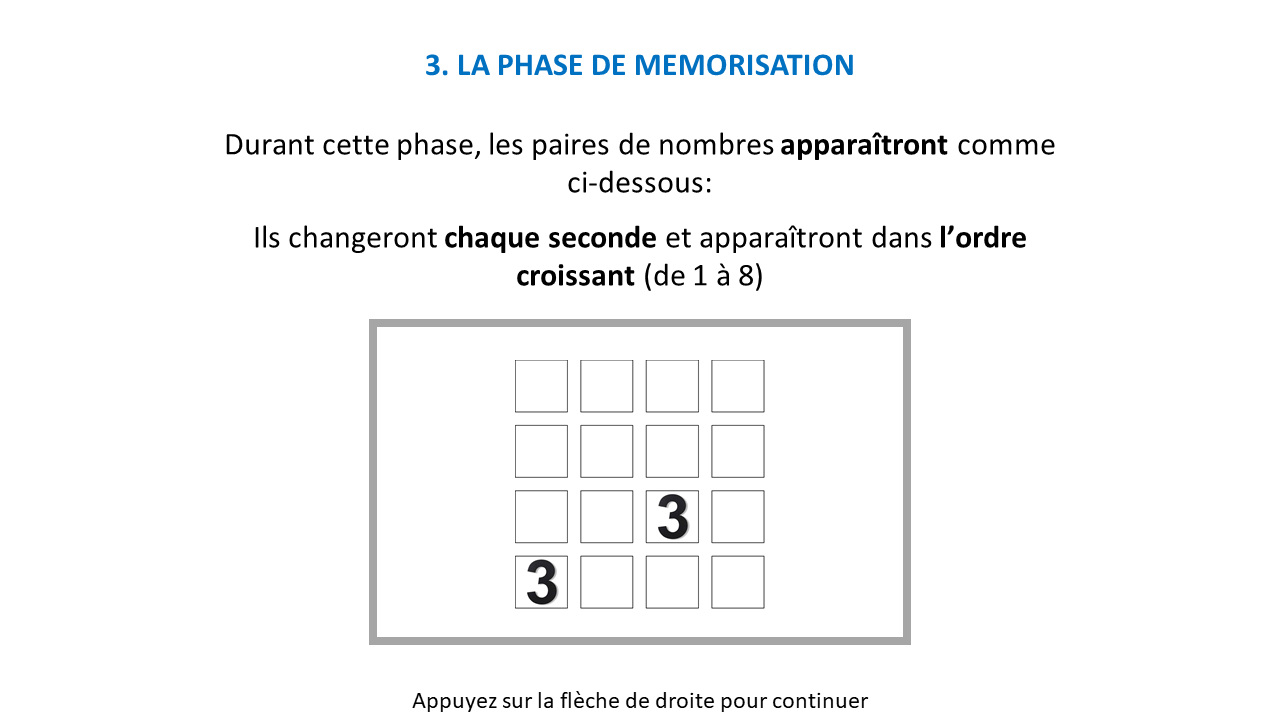 3. LA PHASE DE MEMORISATION
Durant cette phase, les paires de nombres apparaîtront comme
ci-dessous:
Ils changeront chaque seconde et apparaîtront dans l’ordre
croissant (de 1 à 8)
3
3
Appuyez sur la flèche de droite pour continuer